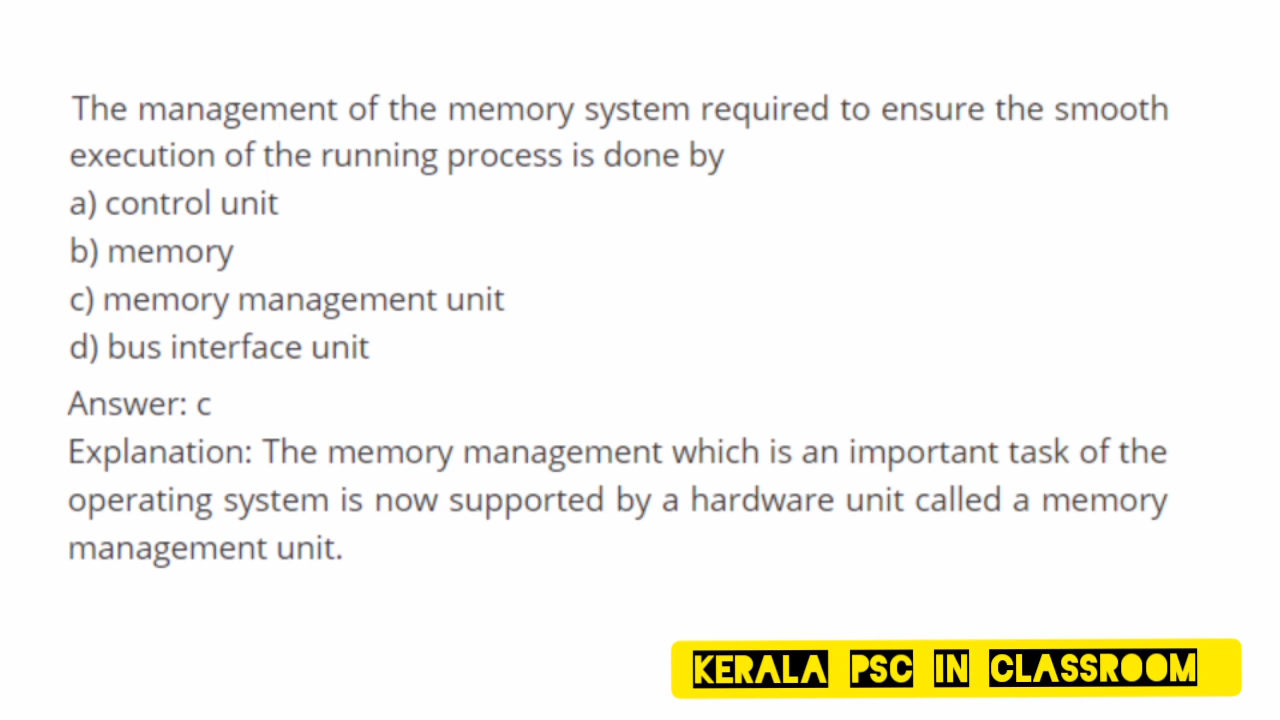 The management of the memory system required to ensure the smooth
execution of the running process is done by
a) control unit
b) memory
c) memory management unit
d) bus interface unit
Answer: c
Explanation: The memory management which is an important task of the
operating system is now supported by a hardware unit called a memory
management unit.
KERALA PSC IN CLASSROOM